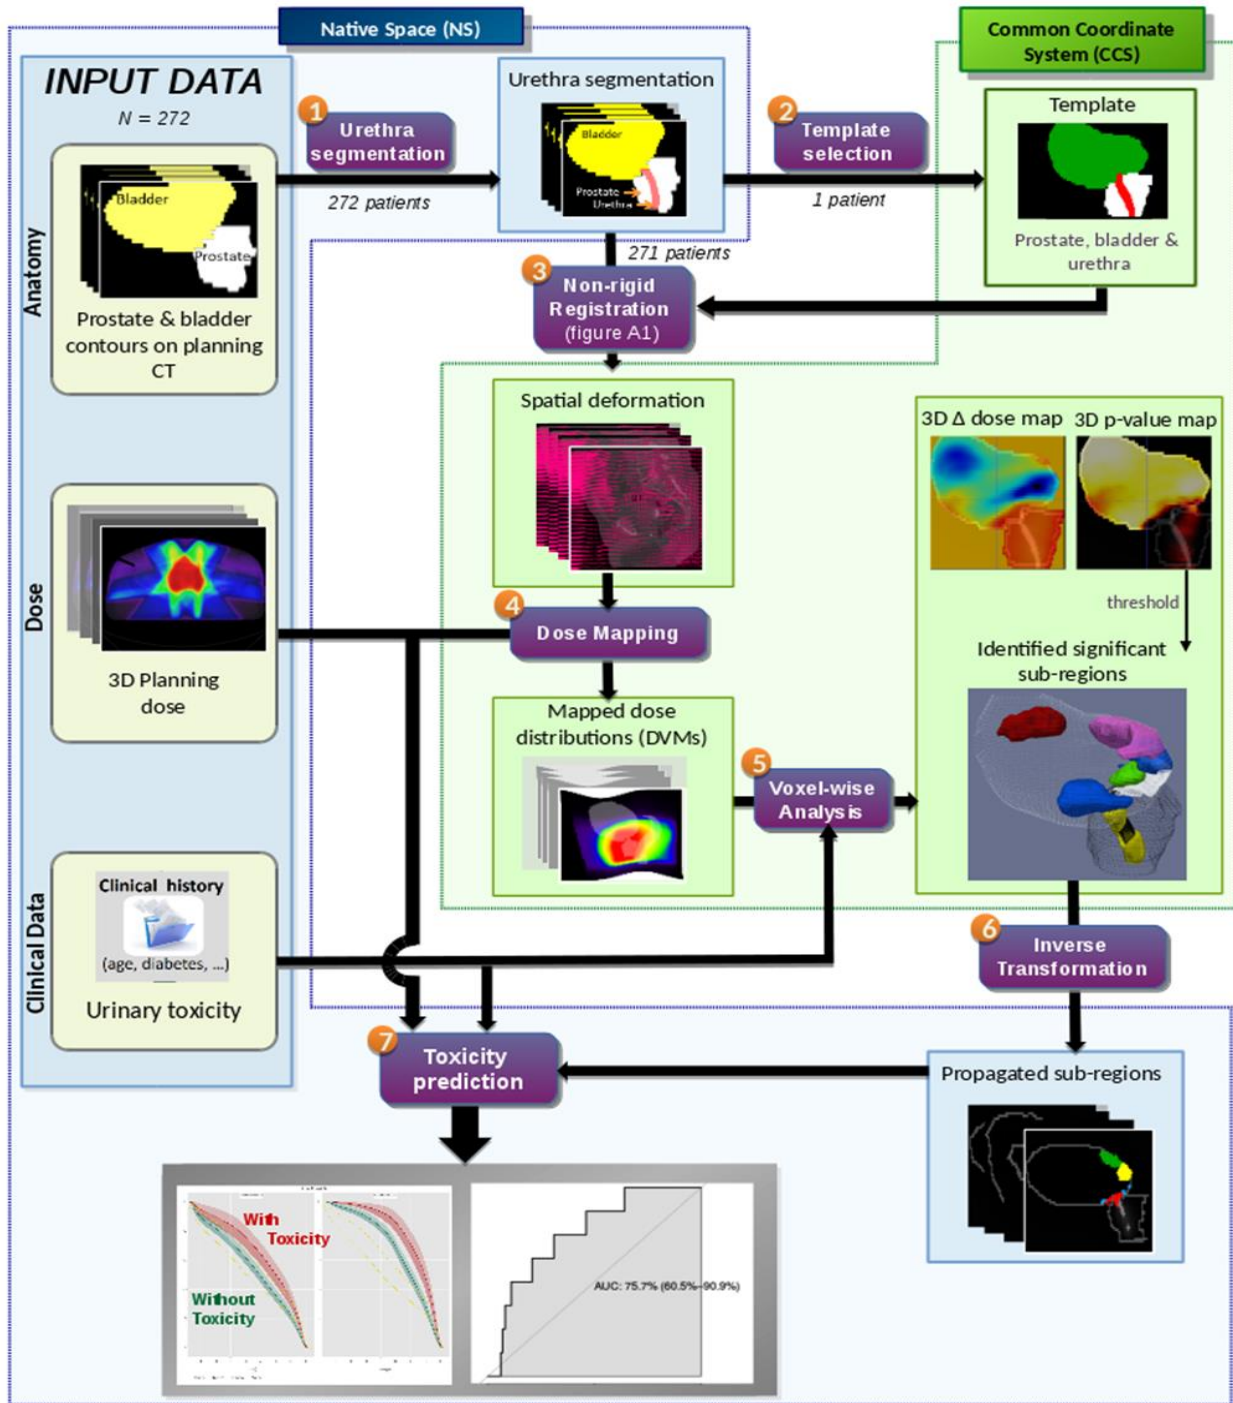 Native Space (NS)
Common Coordinate
System (CCS)
INPUT DATA
N = 272
Anatomy
Bladder
Prostate
Prostate & bladder
contours on planning
CT
1
Urethra
segmentation
272 patients
Urethra segmentation
Bladder
Prostate
Urethra
2
Template
selection
1 patient
Template
Prostate, bladder &
urethra
271 patients
3
Non-rigid
Registration
(figure A1)
Spatial deformation
Dose
3D Planning
dose
4
Dose Mapping
Mapped dose
distributions (DVMs)
5
Voxel-wise
Analysis
3D Δ dose map
3D p-value map
threshold
Identified significant
sub-regions
Clinical Data
Clinical history
(age, diabetes, ...)
Urinary toxicity
6
Inverse
Transformation
Propagated sub-regions
7
Toxicity
prediction
With
Toxicity
Without
Toxicity
AUC: 75.7% (60.5%–90.9%)